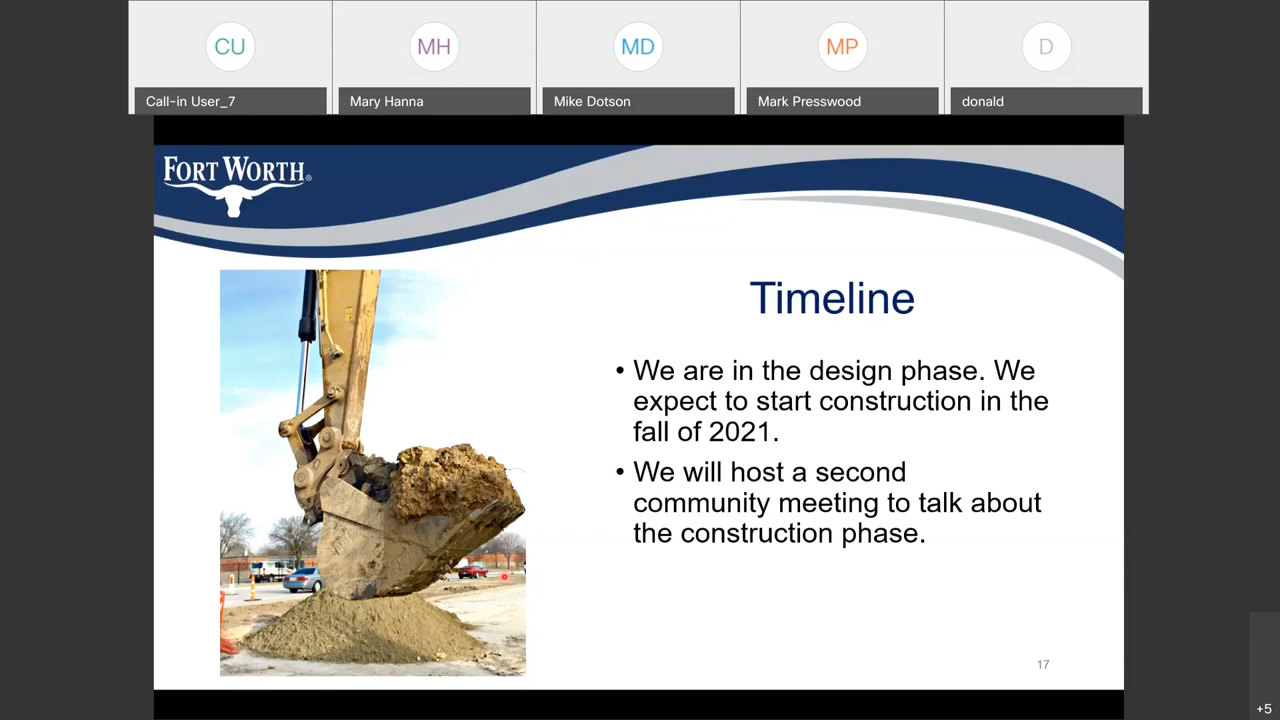 CU
MH
MD
MP
D
Call-in User_7
Mary Hanna
Mike Dotson
Mark Presswood
donald
FORT WORTH®
Timeline
• We are in the design phase. We
expect to start construction in the
fall of 2021.
• We will host a second
community meeting to talk about
the construction phase.
17
+5